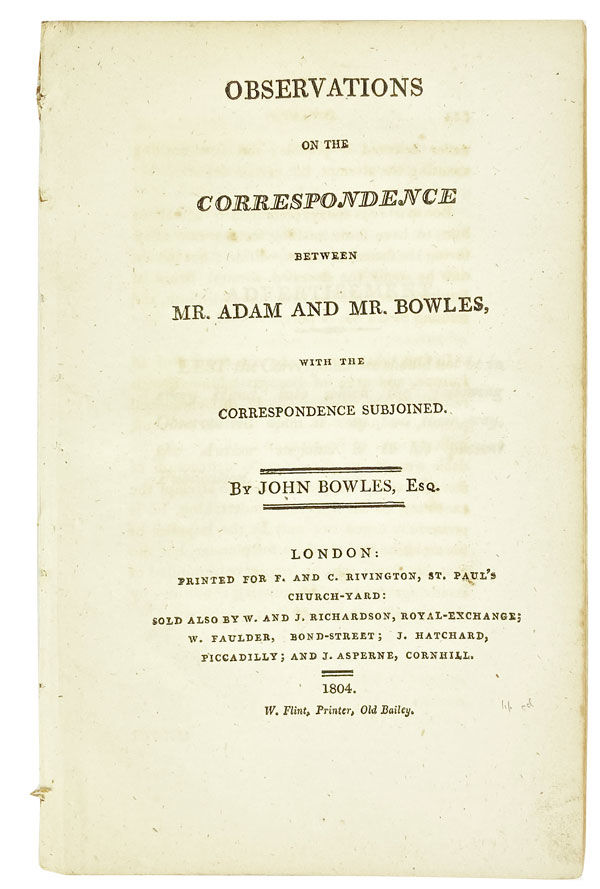 OBSERVATIONS
ON THE
CORRESPONDENCE
BETWEEN
MR. ADAM AND MR. BOWLES,
WITH THE
CORRESPONDENCE SUBJOINED.
BY JOHN BOWLES, Esq.
LONDON:
PRINTED FOR F. AND C. RIVINGTON, ST. PAUL'S
CHURCH-YARD:
SOLD ALSO BY W. AND J. RICHARDSON, ROYAL-EXCHANGE;
W. FAULDER, BOND-STREET; J. HATCHARD,
PICCADILLY; AND J. ASPERNE, CORNHILL.
1804.
W. Flint, Printer, Old Bailey.